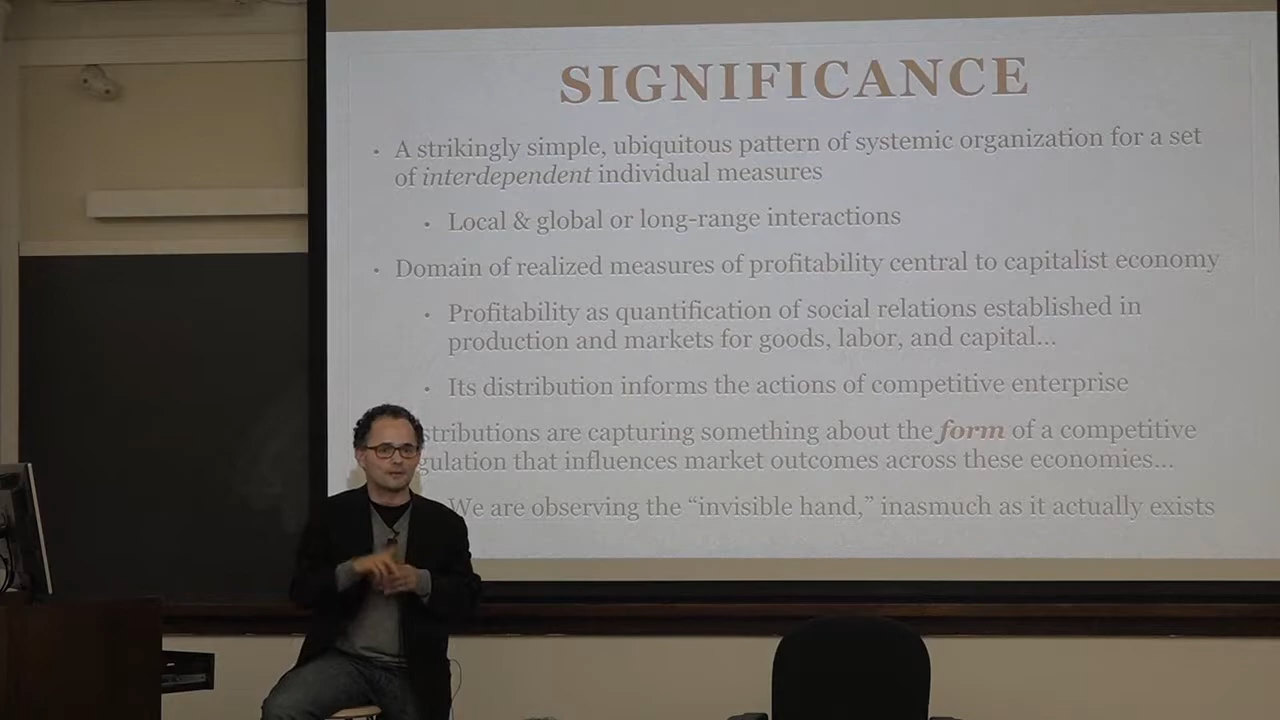 SIGNIFICANCE
• A strikingly simple, ubiquitous pattern of systemic organization for a set
of interdependent individual measures
• Local & global or long-range interactions
• Domain of realized measures of profitability central to capitalist economy
• Profitability as quantification of social relations established in
production and markets for goods, labor, and capital...
• Its distribution informs the actions of competitive enterprise
stributions are capturing something about the form of a competitive
gulation that influences market outcomes across these economies...
We are observing the “invisible hand,” inasmuch as it actually exists